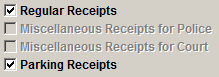 Regular Receipts
Miscellaneous Receipts for Police
Miscellaneous Receipts for Court
Parking Receipts